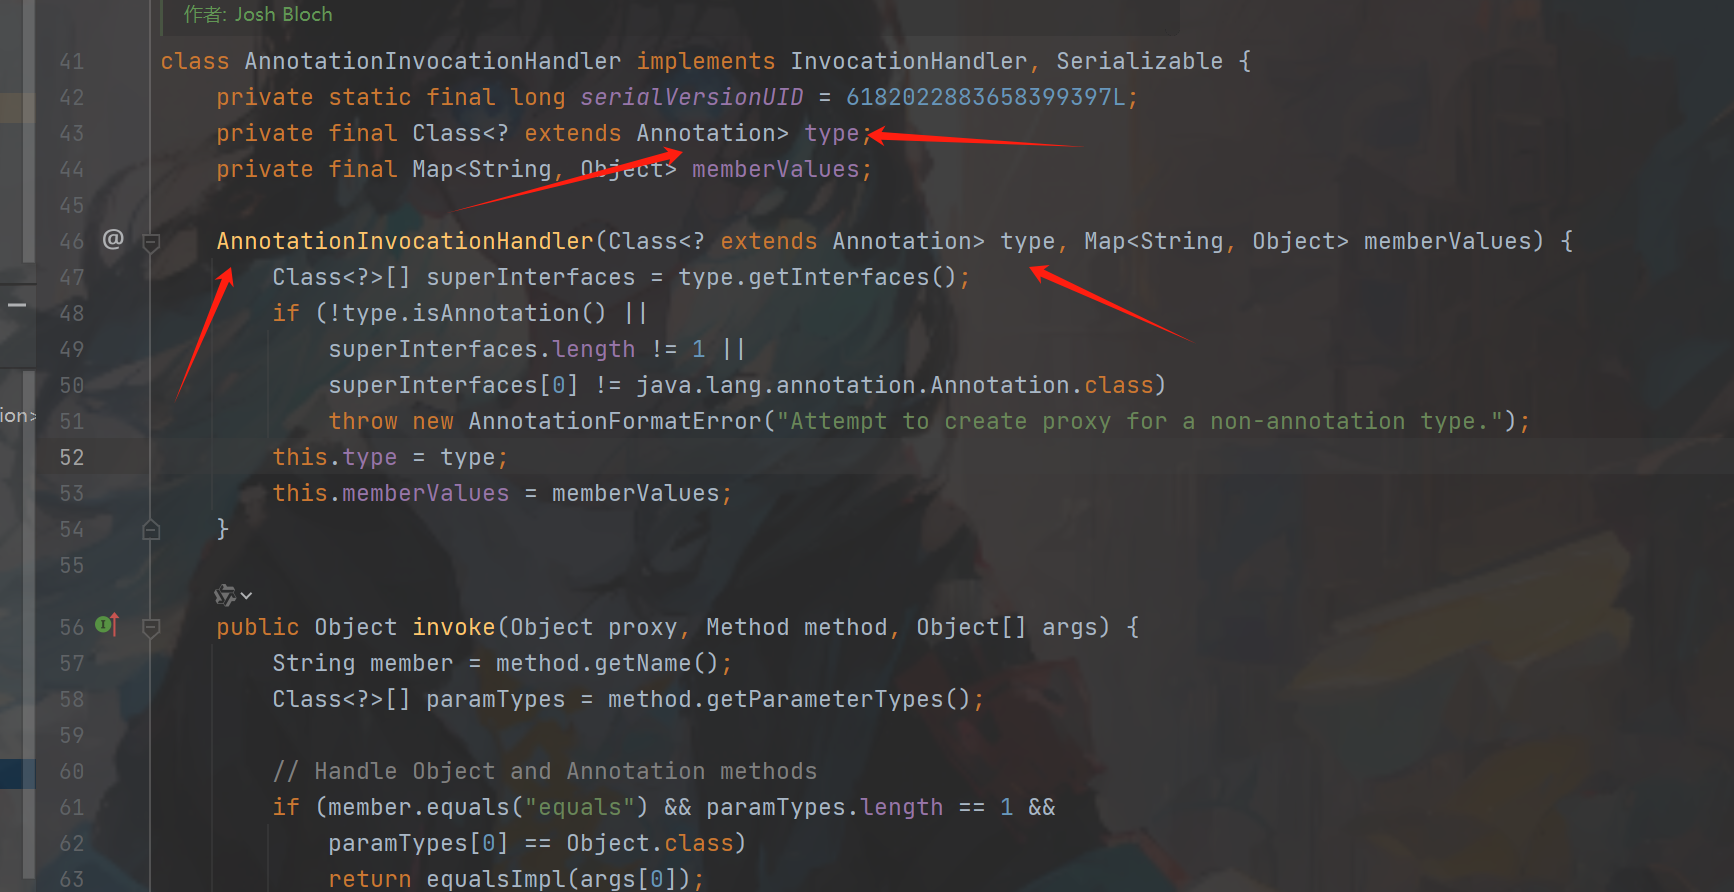 作者: Josh Bloch
41 class AnnotationInvocationHandler implements InvocationHandler, Serializable {
42 private static final long serialVersionUID = 6182022883658399397L;
43 private final Class<? extends Annotation> type;
44 private final Map<String, Object> memberValues;
45
46 @ AnnotationInvocationHandler(Class<? extends Annotation> type, Map<String, Object> memberValues) {
47 Class<?>[] superInterfaces = type.getInterfaces();
48 if (!type.isAnnotation() ||
49 superInterfaces.length != 1 ||
50 superInterfaces[0] != java.lang.annotation.Annotation.class)
ion>
51 throw new AnnotationFormatError("Attempt to create proxy for a non-annotation type.");
52 this.type = type;
53 this.memberValues = memberValues;
54 }
55
56 public Object invoke(Object proxy, Method method, Object[] args) {
57 String member = method.getName();
58 Class<?>[] paramTypes = method.getParameterTypes();
59
60 // Handle Object and Annotation methods
61 if (member.equals("equals") && paramTypes.length == 1 &&
62 paramTypes[0] == Object.class)
63 return equalsImpl(args[0]);